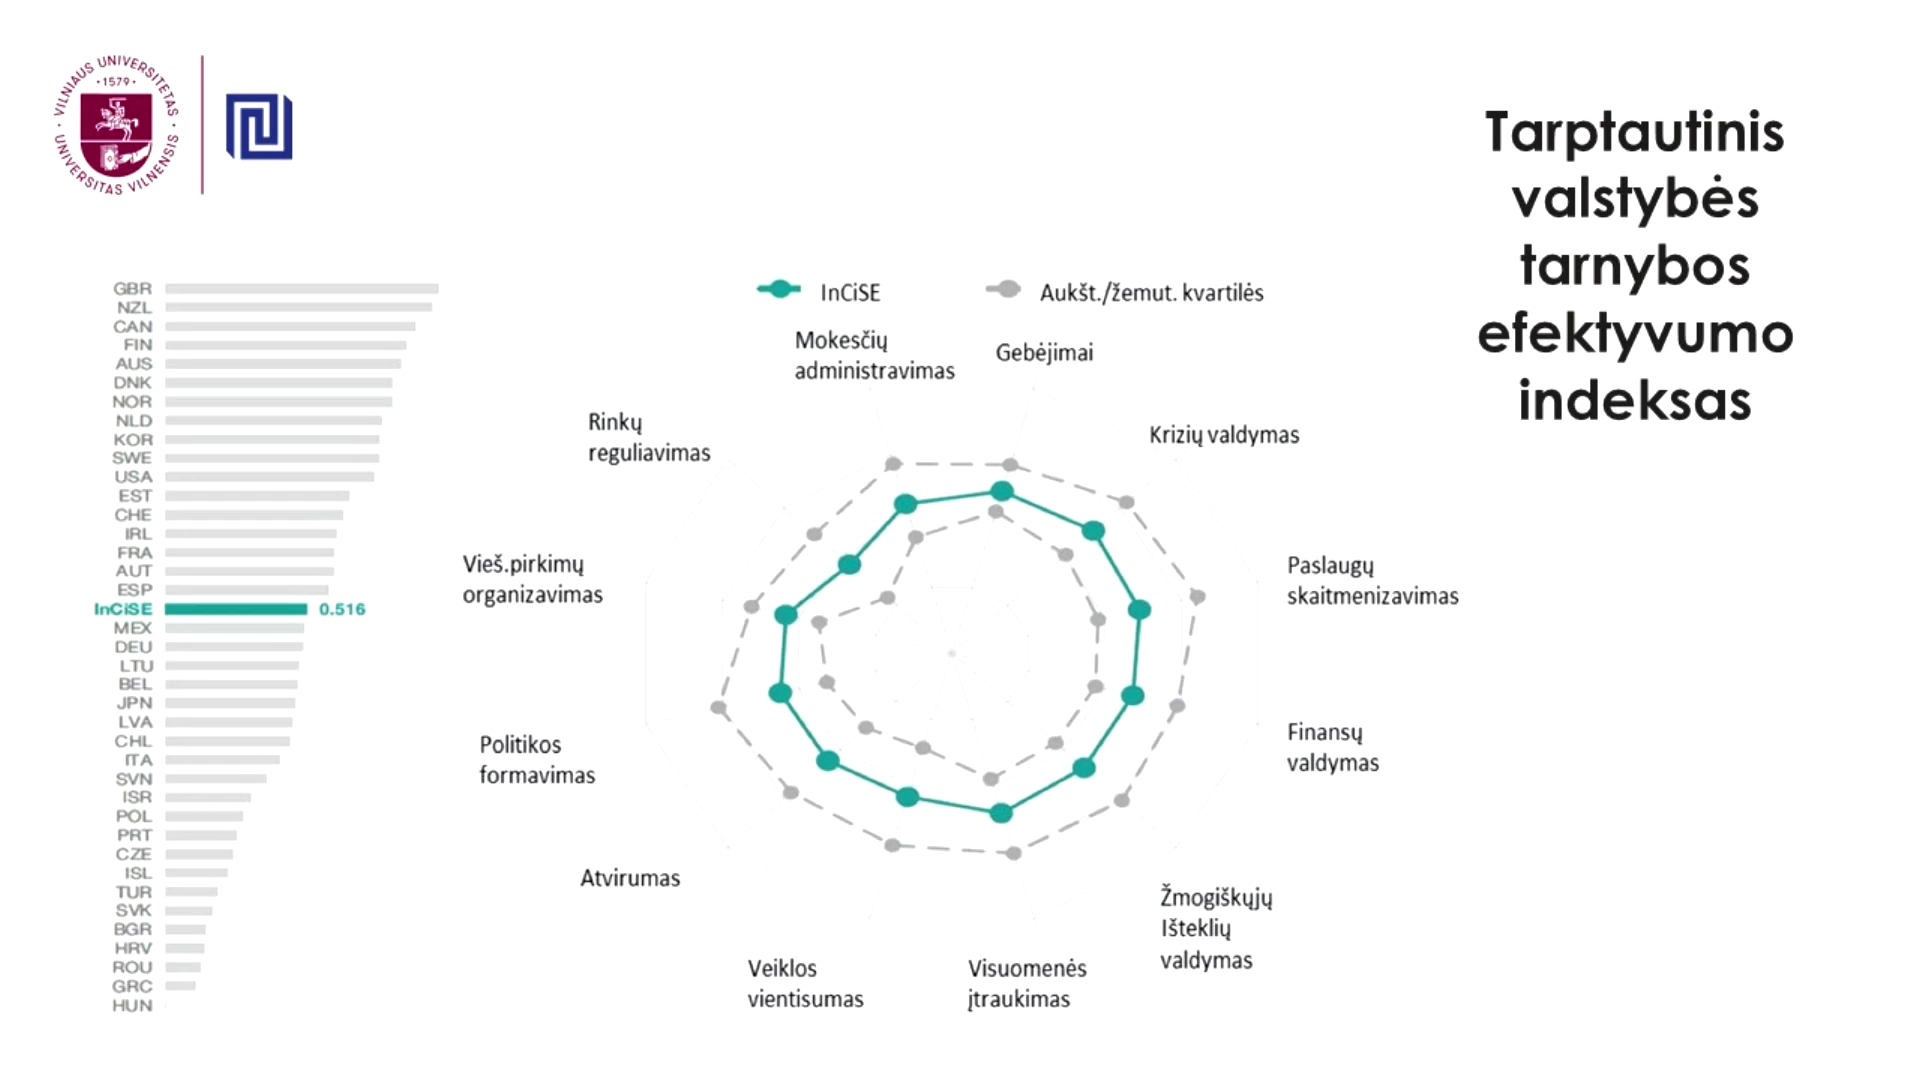 VILNIAUS UNIVERSITETAS
· 1579 ·
UNIVERSITAS VILNENSIS
Tarptautinis
valstybės
tarnybos
efektyvumo
indeksas
GBR
NZL
CAN
FIN
AUS
DNK
NOR
NLD
KOR
SWE
USA
EST
CHE
IRL
FRA
AUT
ESP
InCiSE 0.516
MEX
DEU
LTU
BEL
JPN
LVA
CHL
ITA
SVN
ISR
POL
PRT
CZE
ISL
TUR
SVK
BGR
HRV
ROU
GRC
HUN
InCiSE
Aukšt./žemut. kvartilės
Mokesčių
administravimas
Gebėjimai
Krizių valdymas
Paslaugų
skaitmenizavimas
Finansų
valdymas
Žmogiškųjų
Išteklių
valdymas
Visuomenės
įtraukimas
Veiklos
vientisumas
Atvirumas
Politikos
formavimas
Vieš.pirkimų
organizavimas
Rinkų
reguliavimas